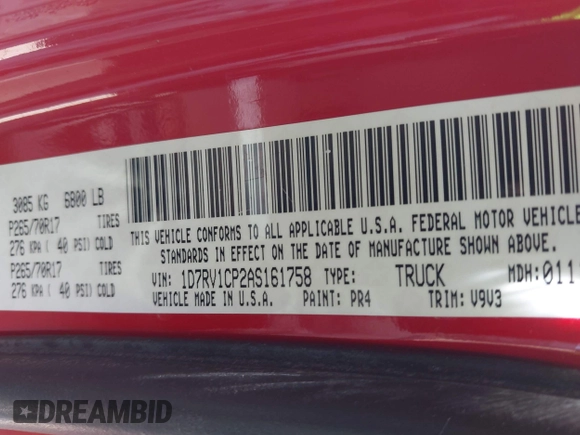 3085 KG 6800 LB
P265/70R17 TIRES
276 KPA ( 40 PSI) COLD
P265/70R17 TIRES
276 KPA ( 40 PSI) COLD
THIS VEHICLE CONFORMS TO ALL APPLICABLE U.S.A. FEDERAL MOTOR VEHICLE
STANDARDS IN EFFECT ON THE DATE OF MANUFACTURE SHOWN ABOVE.
VIN: 1D7RV1CP2AS161758 TYPE: TRUCK MDH: 011
VEHICLE MADE IN U.S.A. PAINT: PR4 TRIM: V9V3
DREAMBID